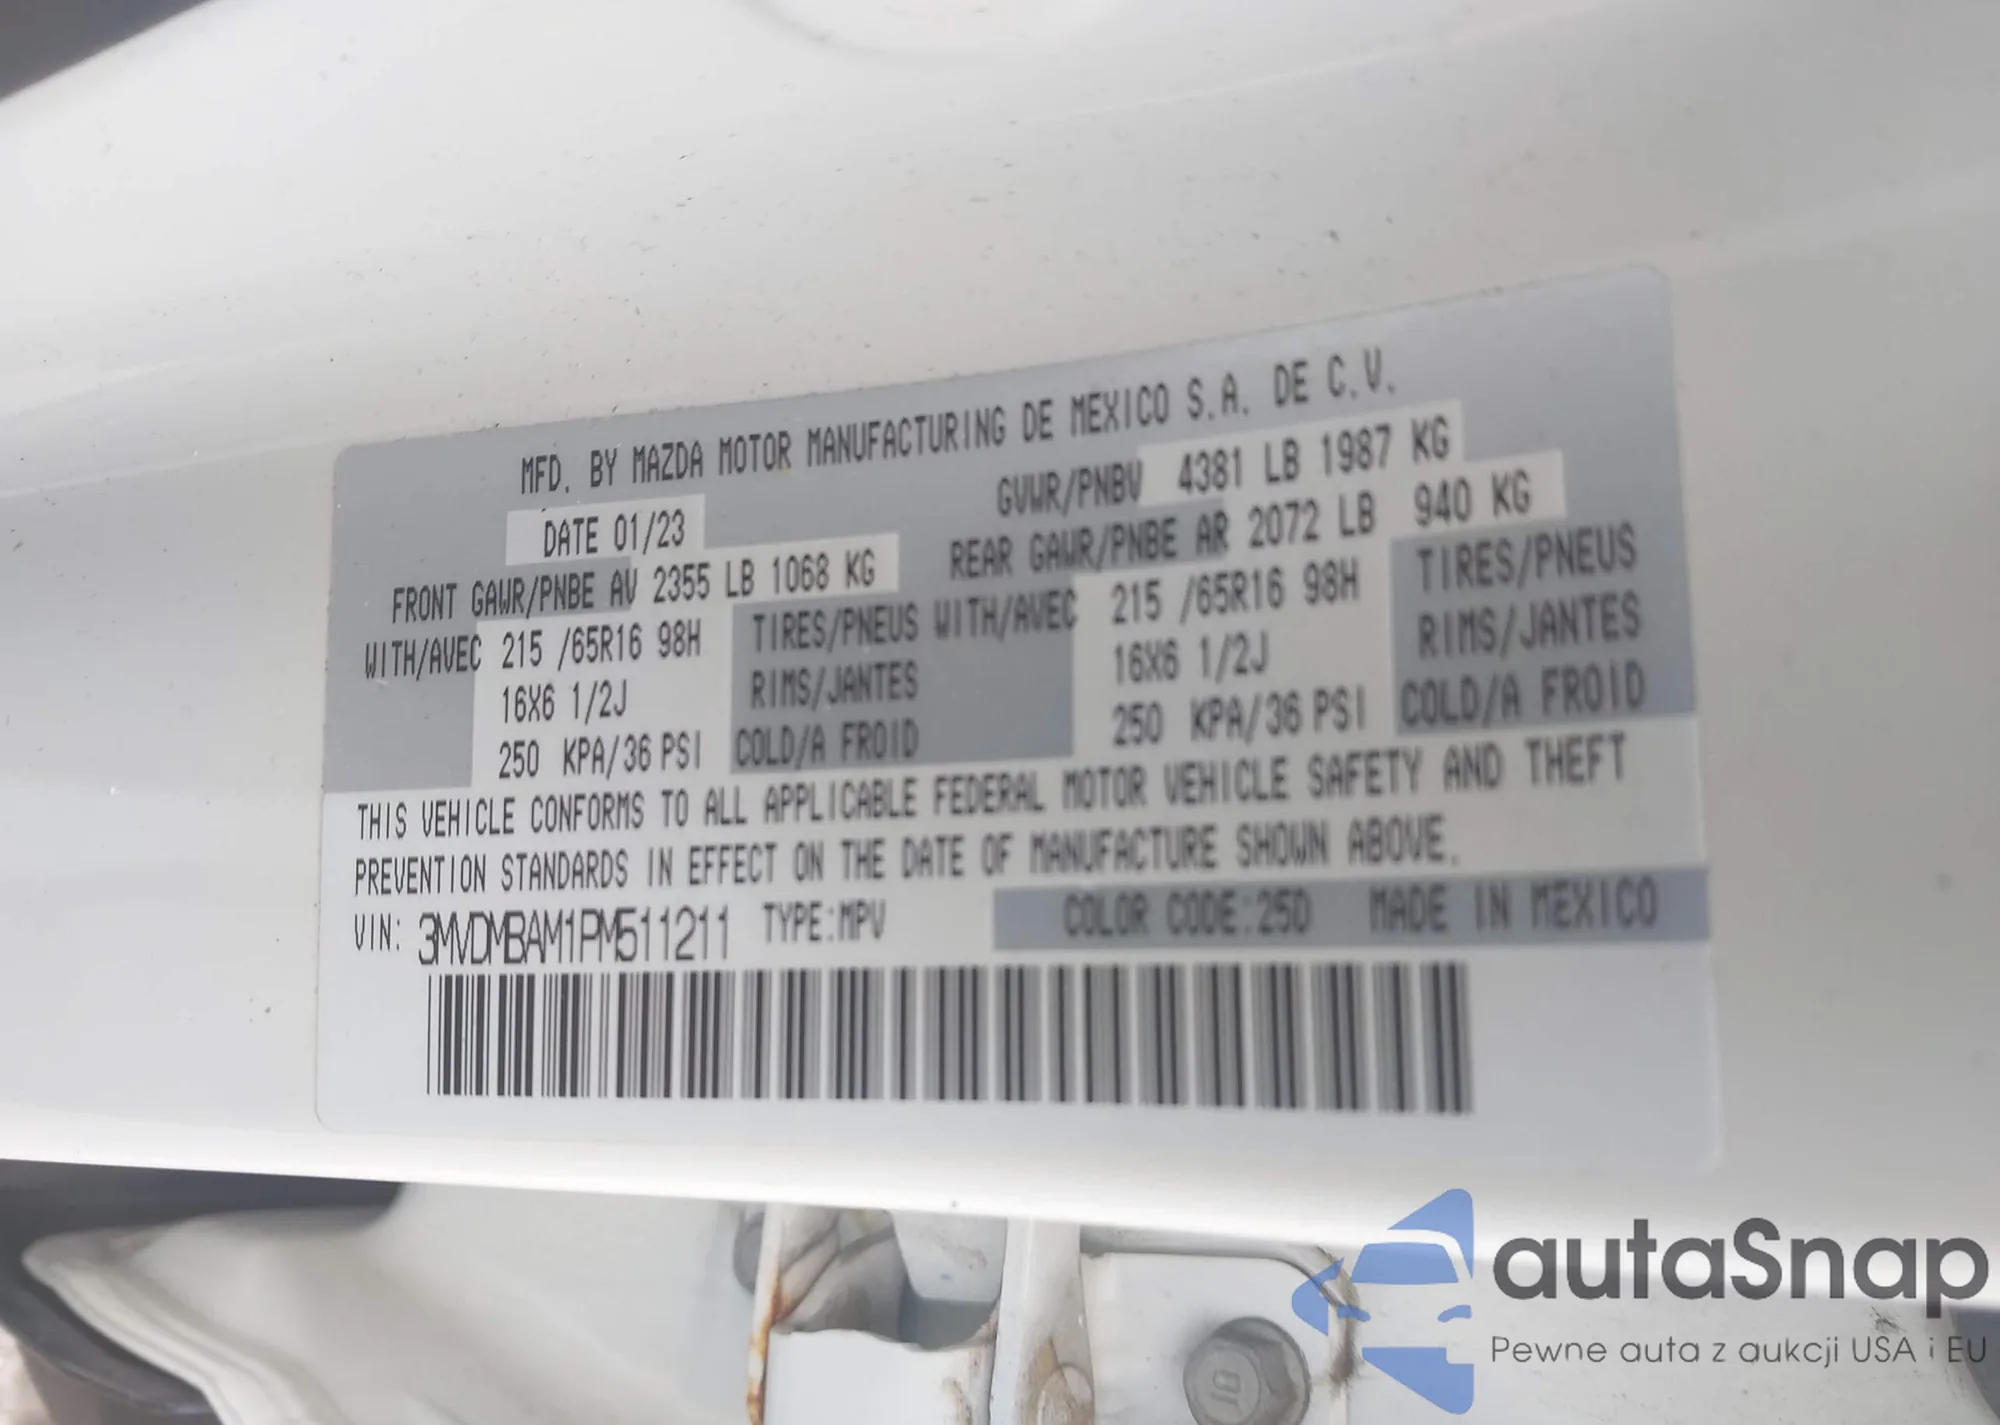 MFD. BY MAZDA MOTOR MANUFACTURING DE MEXICO S.A. DE C.V.
DATE 01/23 GVWR/PNBV 4381 LB 1987 KG
FRONT GAWR/PNBE AV 2355 LB 1068 KG REAR GAWR/PNBE AR 2072 LB 940 KG
WITH/AVEC 215 /65R16 98H TIRES/PNEUS WITH/AVEC 215 /65R16 98H TIRES/PNEUS
16X6 1/2J RIMS/JANTES 16X6 1/2J RIMS/JANTES
250 KPA/36 PSI COLD/A FROID 250 KPA/36 PSI COLD/A FROID
THIS VEHICLE CONFORMS TO ALL APPLICABLE FEDERAL MOTOR VEHICLE SAFETY AND THEFT
PREVENTION STANDARDS IN EFFECT ON THE DATE OF MANUFACTURE SHOWN ABOVE.
VIN: 3MVDMBAM1PM511211 TYPE:MPV COLOR CODE:25D MADE IN MEXICO
autaSnap
Pewne auta z aukcji USA i EU